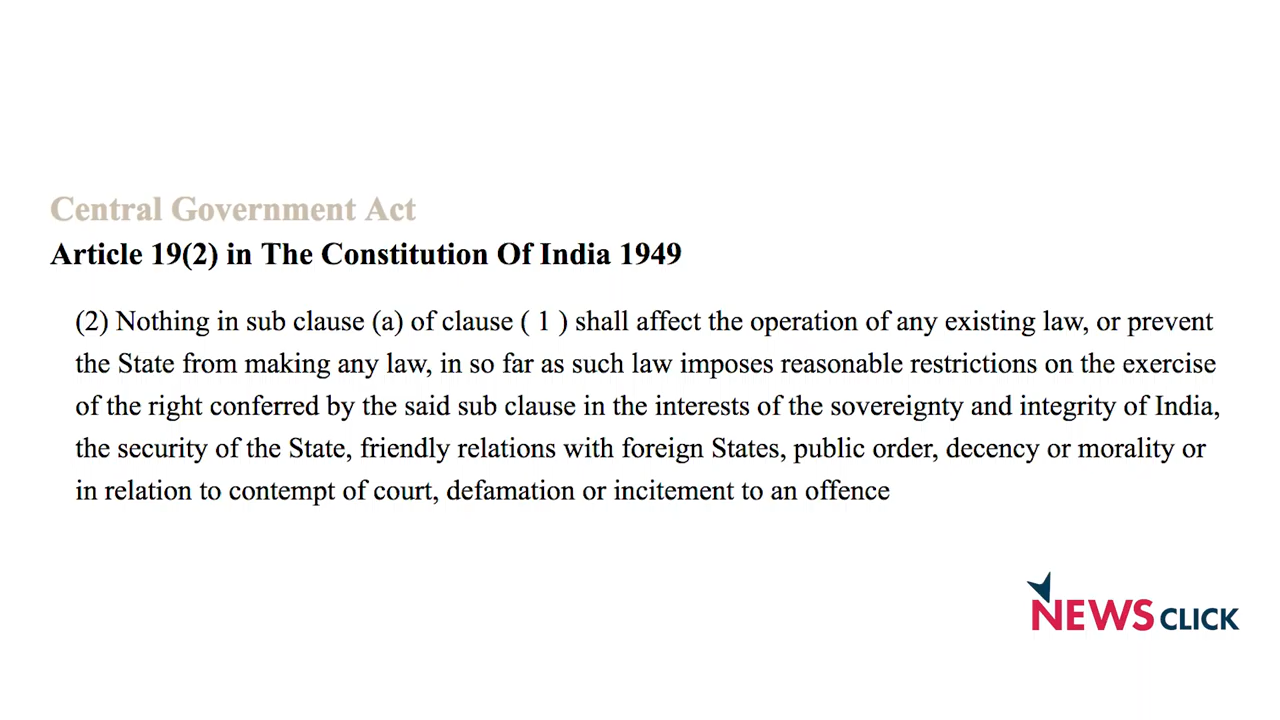 Central Government Act
Article 19(2) in The Constitution Of India 1949
(2) Nothing in sub clause (a) of clause ( 1 ) shall affect the operation of any existing law, or prevent
the State from making any law, in so far as such law imposes reasonable restrictions on the exercise
of the right conferred by the said sub clause in the interests of the sovereignty and integrity of India,
the security of the State, friendly relations with foreign States, public order, decency or morality or
in relation to contempt of court, defamation or incitement to an offence
NEWSCLICK